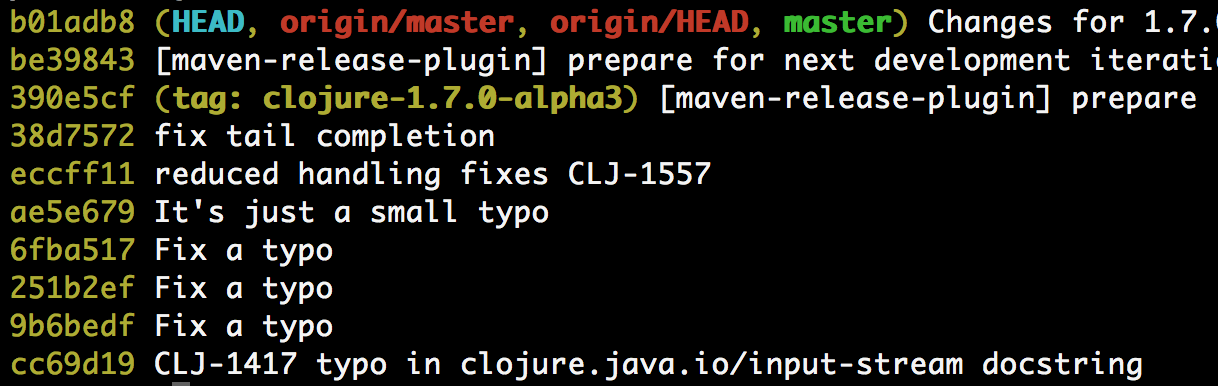 b01adb8 (HEAD, origin/master, origin/HEAD, master) Changes for 1.7.0
be39843 [maven-release-plugin] prepare for next development iterati
390e5cf (tag: clojure-1.7.0-alpha3) [maven-release-plugin] prepare
38d7572 fix tail completion
eccff11 reduced handling fixes CLJ-1557
ae5e679 It's just a small typo
6fba517 Fix a typo
251b2ef Fix a typo
9b6bedf Fix a typo
cc69d19 CLJ-1417 typo in clojure.java.io/input-stream docstring